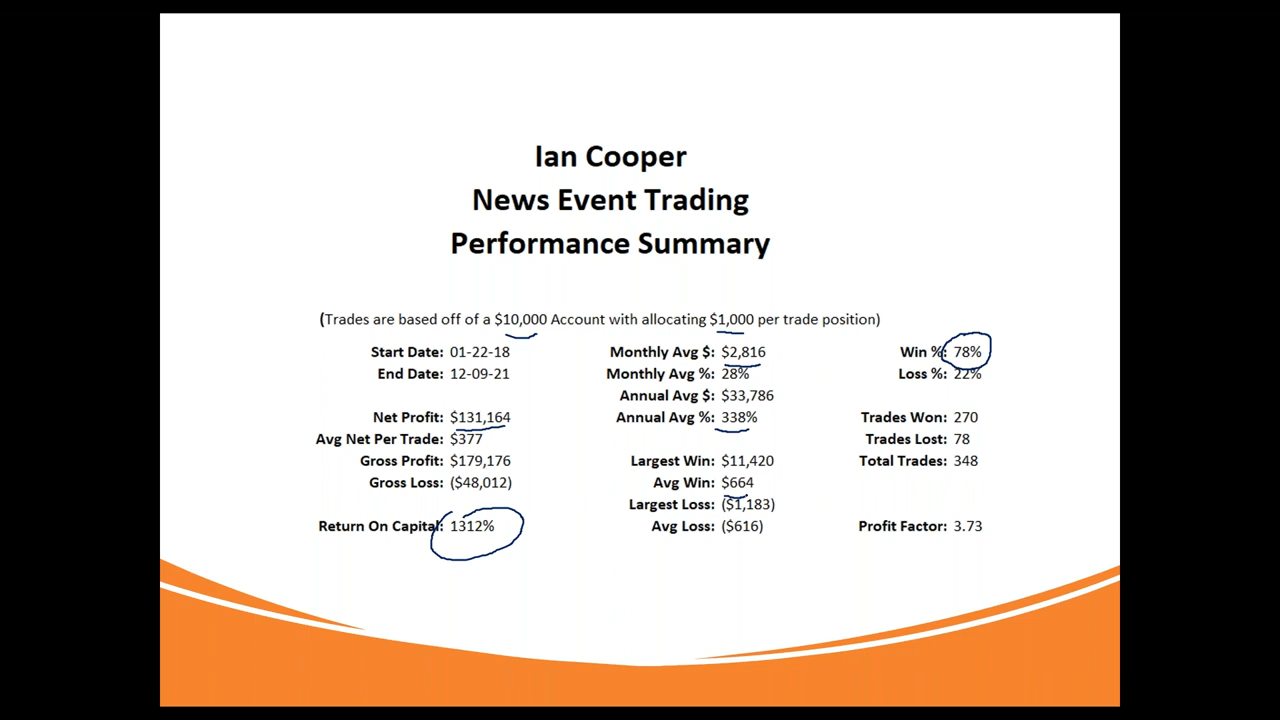 Ian Cooper
News Event Trading
Performance Summary
(Trades are based off of a $10,000 Account with allocating $1,000 per trade position)
Start Date: 01-22-18 Monthly Avg $: $2,816 Win %: 78%
End Date: 12-09-21 Monthly Avg %: 28% Loss %: 22%
Annual Avg $: $33,786
Net Profit: $131,164 Annual Avg %: 338% Trades Won: 270
Avg Net Per Trade: $377 Trades Lost: 78
Gross Profit: $179,176 Largest Win: $11,420 Total Trades: 348
Gross Loss: ($48,012) Avg Win: $664
Largest Loss: ($1,183)
Return On Capital: 1312% Avg Loss: ($616) Profit Factor: 3.73